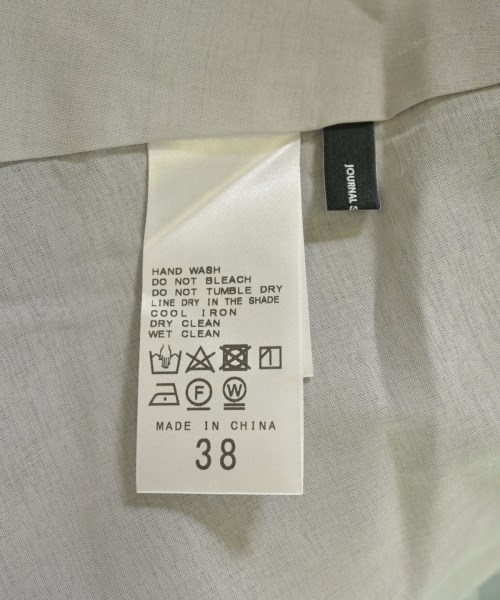 JOURNAL S
HAND WASH
DO NOT BLEACH
DO NOT TUMBLE DRY
LINE DRY IN THE SHADE
COOL IRON
DRY CLEAN
WET CLEAN
F W
MADE IN CHINA
38